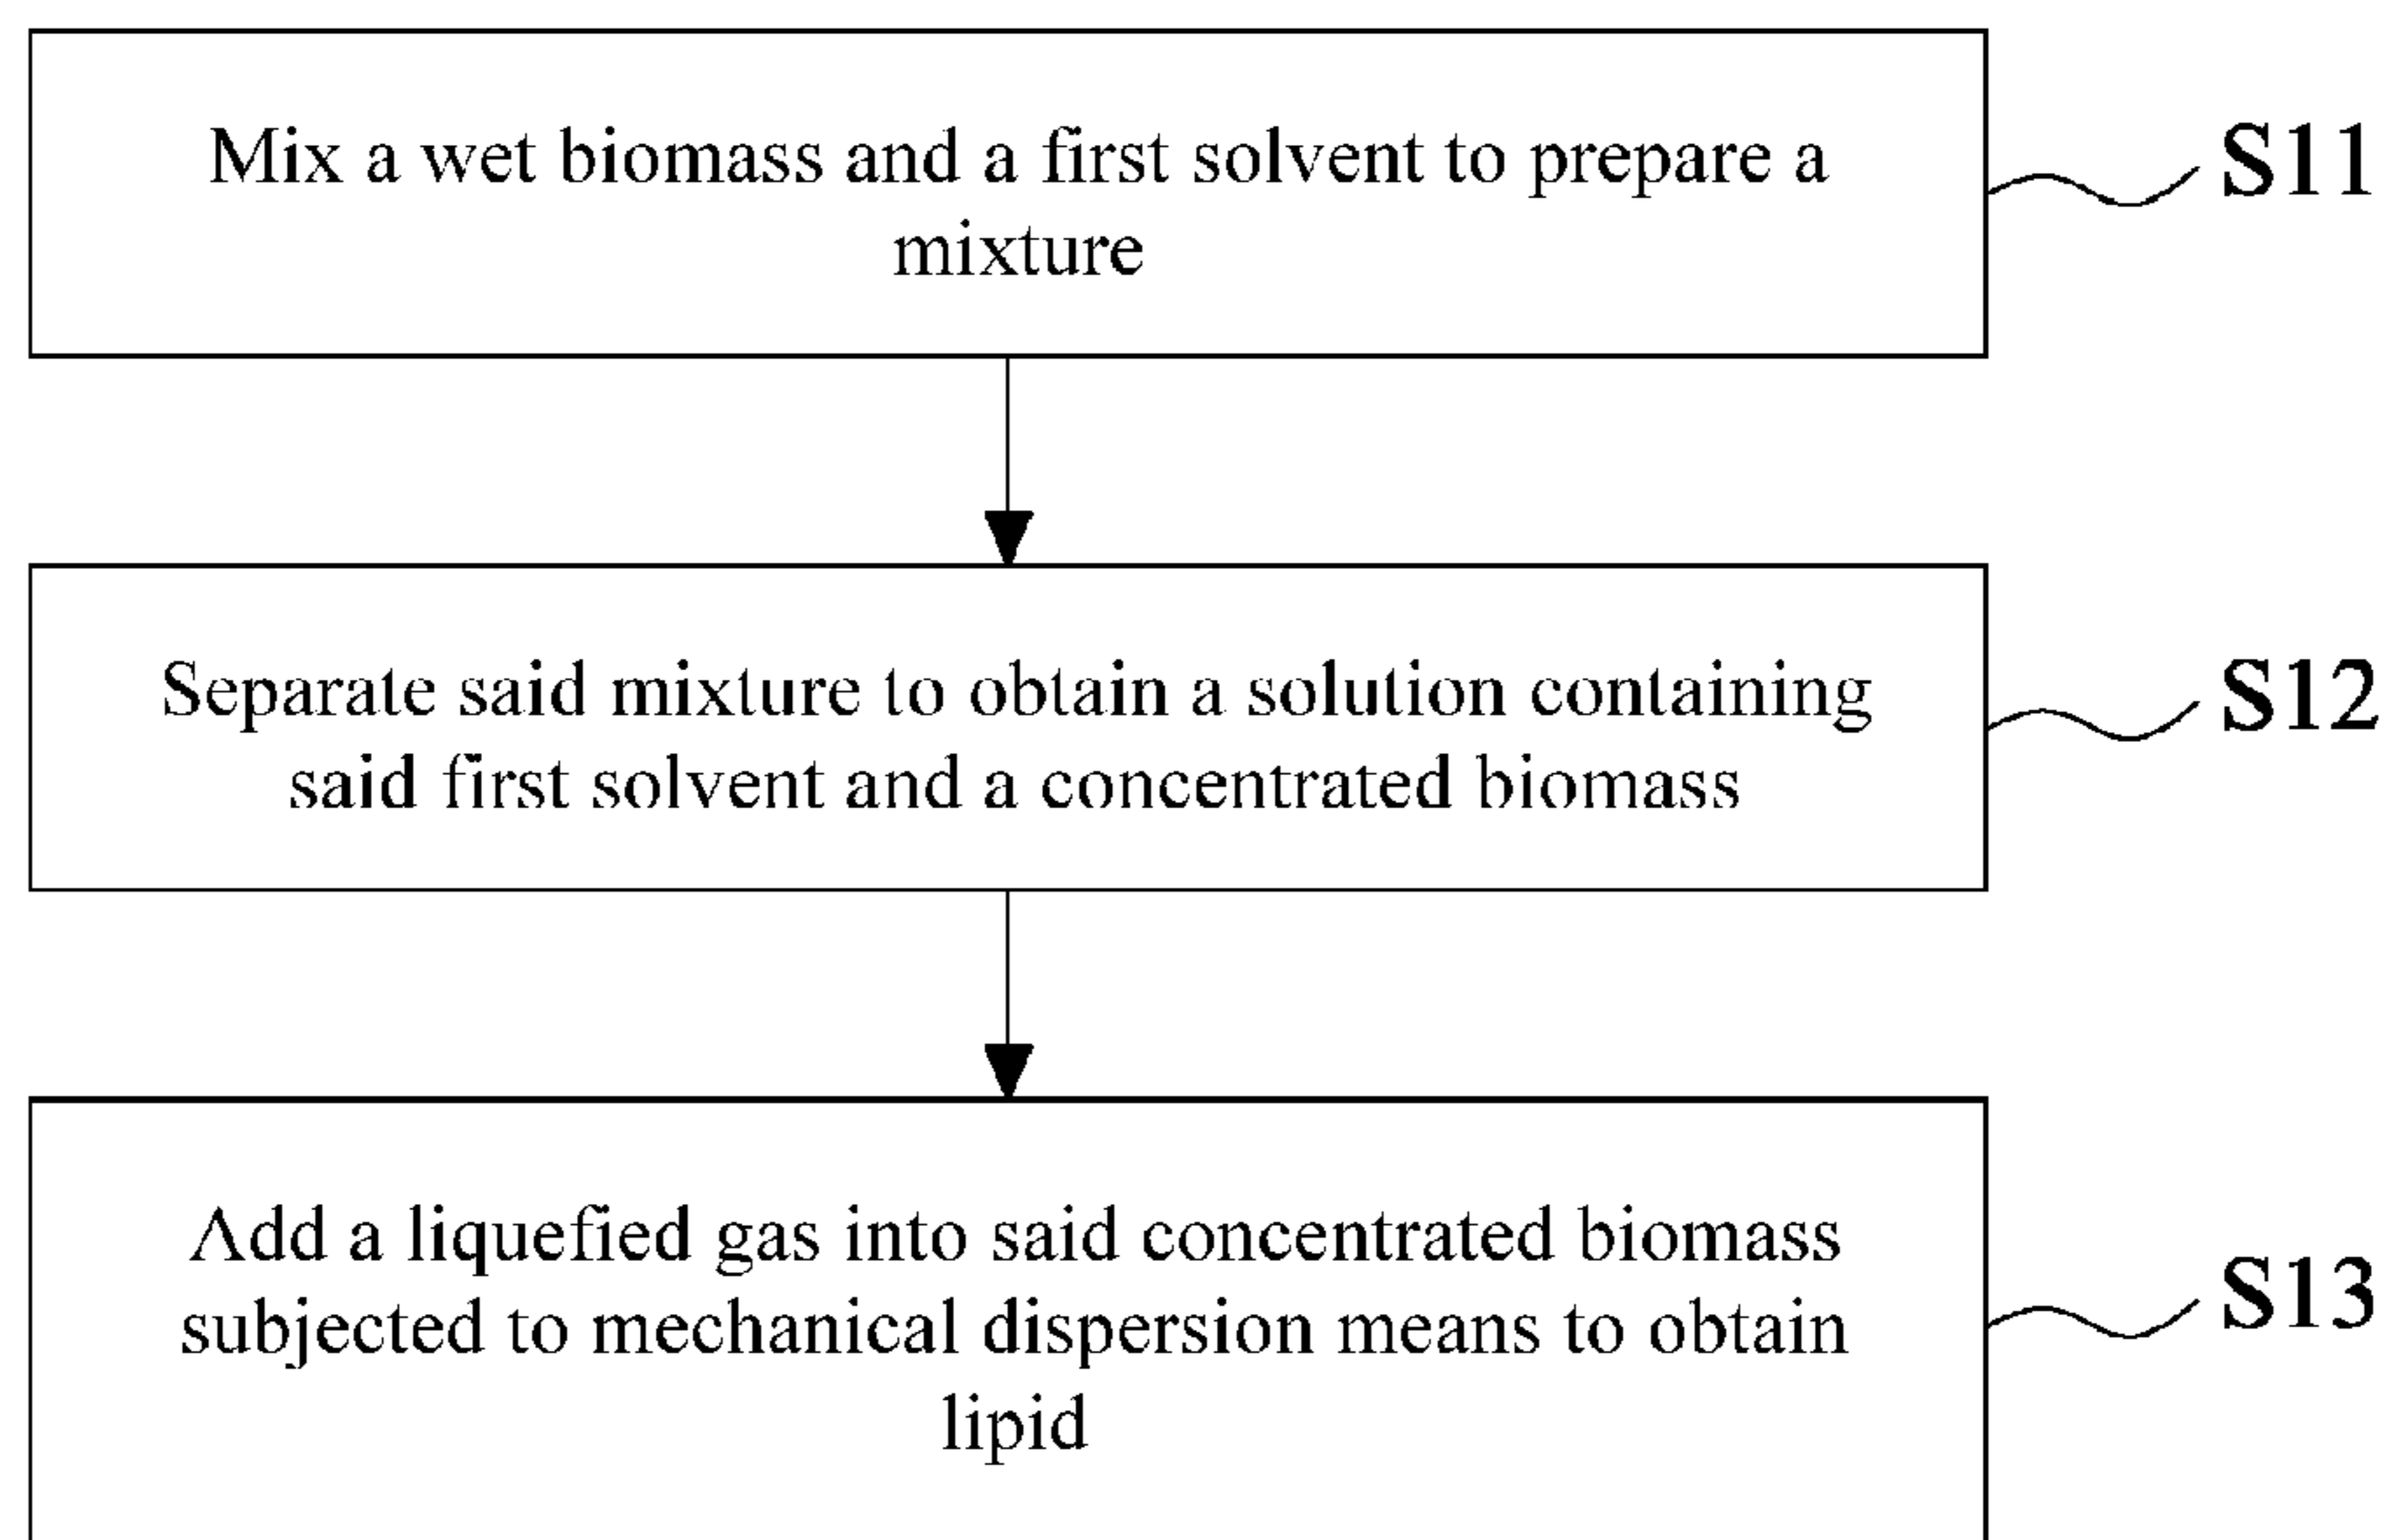 Mix a wet biomass and a first solvent to prepare a
mixture
S11
Separate said mixture to obtain a solution containing
said first solvent and a concentrated biomass
S12
Add a liquefied gas into said concentrated biomass
subjected to mechanical dispersion means to obtain
lipid
S13